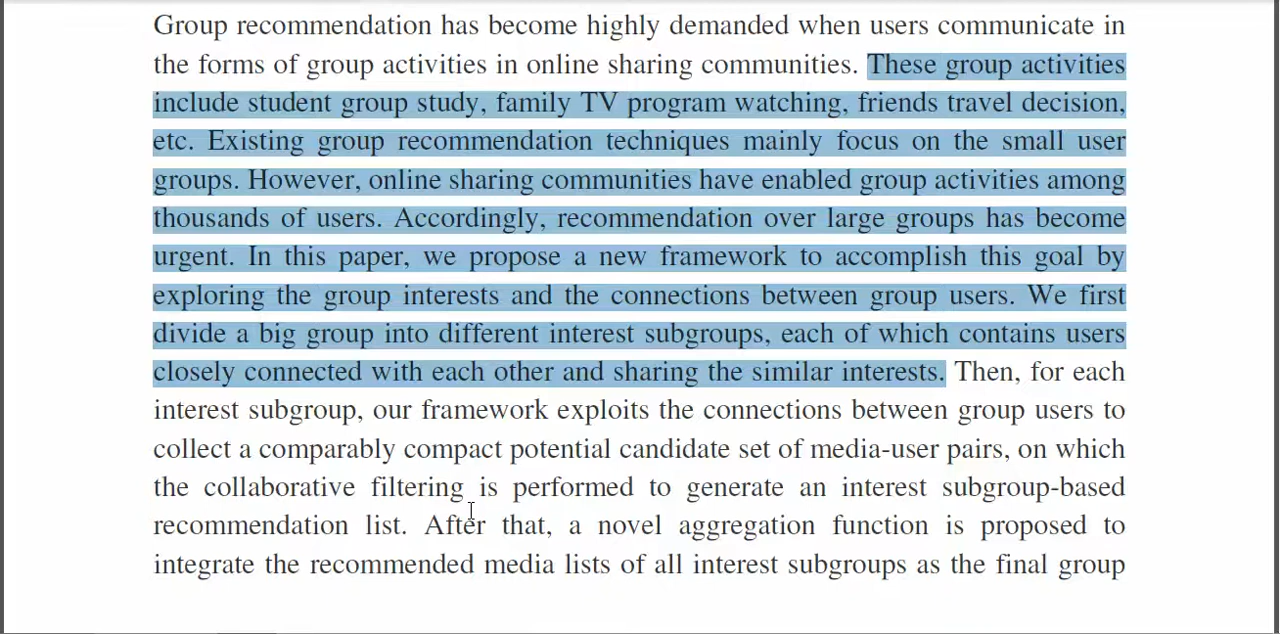 Group recommendation has become highly demanded when users communicate in
the forms of group activities in online sharing communities. These group activities
include student group study, family TV program watching, friends travel decision,
etc. Existing group recommendation techniques mainly focus on the small user
groups. However, online sharing communities have enabled group activities among
thousands of users. Accordingly, recommendation over large groups has become
urgent. In this paper, we propose a new framework to accomplish this goal by
exploring the group interests and the connections between group users. We first
divide a big group into different interest subgroups, each of which contains users
closely connected with each other and sharing the similar interests. Then, for each
interest subgroup, our framework exploits the connections between group users to
collect a comparably compact potential candidate set of media-user pairs, on which
the collaborative filtering is performed to generate an interest subgroup-based
recommendation list. After that, a novel aggregation function is proposed to
integrate the recommended media lists of all interest subgroups as the final group